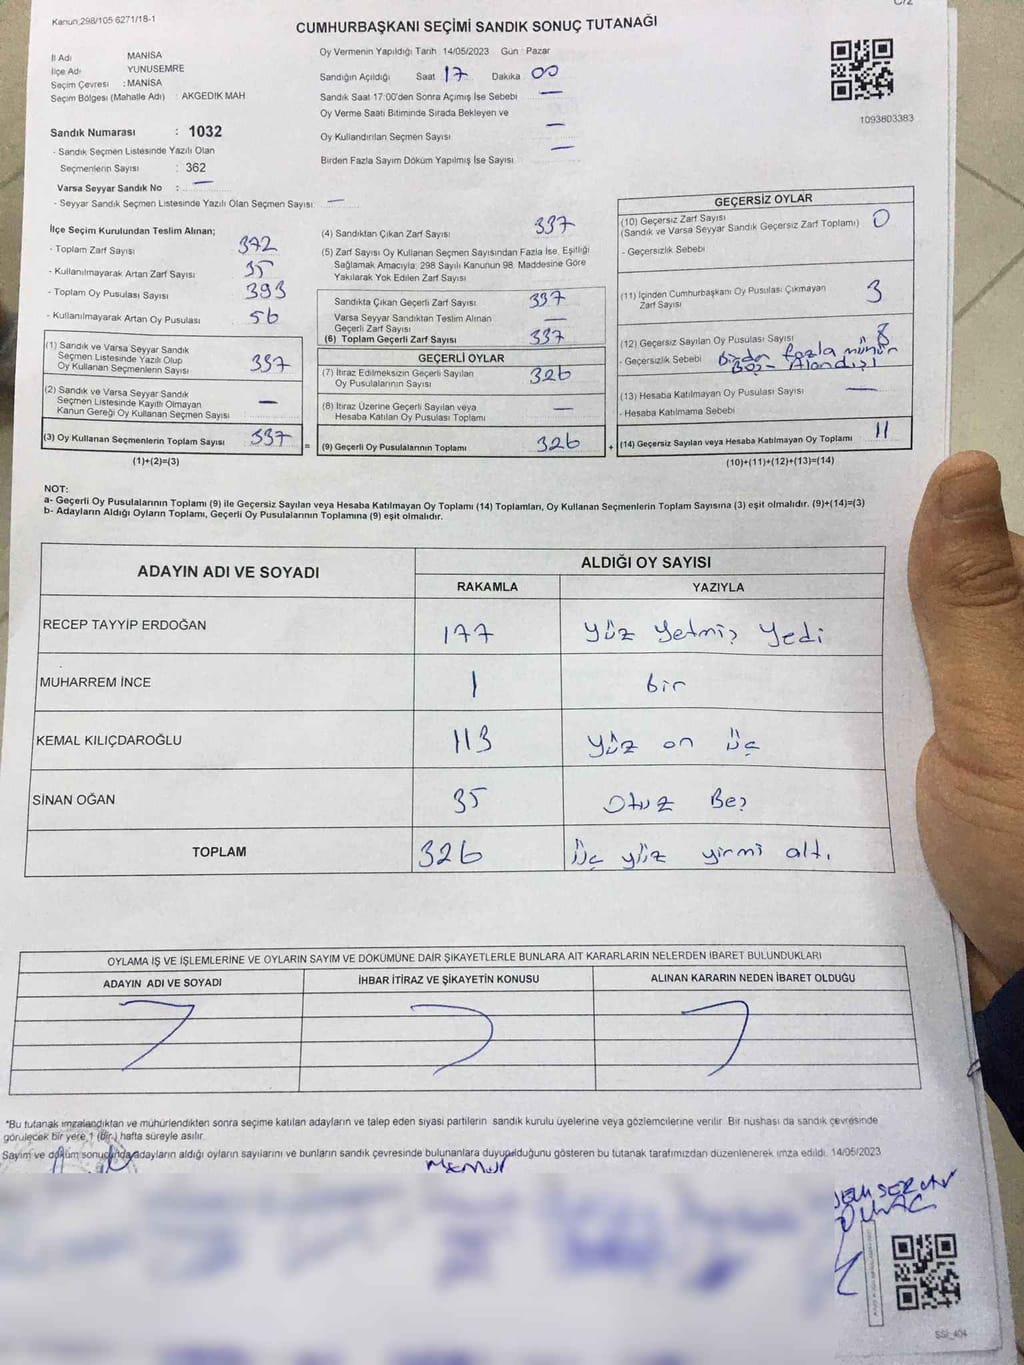 Kanun 298/105 6271/18-1
C/2
CUMHURBAŞKANI SEÇİMİ SANDIK SONUÇ TUTANAĞI
İl Adı MANİSA
İlçe Adı YUNUSEMRE
Seçim Çevresi : MANİSA
Seçim Bölgesi (Mahalle Adı) : AKGEDİK MAH
Sandık Numarası : 1032
- Sandık Seçmen Listesinde Yazılı Olan
Seçmenlerin Sayısı : 362
Varsa Seyyar Sandık No : —
- Seyyar Sandık Seçmen Listesinde Yazılı Olan Seçmen Sayısı: —
Oy Vermenin Yapıldığı Tarih 14/05/2023 Gün : Pazar
Sandığın Açıldığı Saat 17 Dakika 00
Sandık Saat 17:00'den Sonra Açımış İse Sebebi —
Oy Verme Saati Bitiminde Sırada Bekleyen ve
Oy Kullandırılan Seçmen Sayısı —
Birden Fazla Sayım Döküm Yapılmış İse Sayısı —
1093803383
İlçe Seçim Kurulundan Teslim Alınan;
- Toplam Zarf Sayısı 372
- Kullanılmayarak Artan Zarf Sayısı 35
- Toplam Oy Pusulası Sayısı 393
- Kullanılmayarak Artan Oy Pusulası 56
(1) Sandık ve Varsa Seyyar Sandık
Seçmen Listesinde Yazılı Olup
Oy Kullanan Seçmenlerin Sayısı 337
(2) Sandık ve Varsa Seyyar Sandık
Seçmen Listesinde Kayıtlı Olmayan
Kanun Gereği Oy Kullanan Seçmen Sayısı —
(3) Oy Kullanan Seçmenlerin Toplam Sayısı 337
(1)+(2)=(3)
(4) Sandıktan Çıkan Zarf Sayısı 337
(5) Zarf Sayısı Oy Kullanan Seçmen Sayısından Fazla İse, Eşitliği
Sağlamak Amacıyla; 298 Sayılı Kanunun 98. Maddesine Göre
Yakılarak Yok Edilen Zarf Sayısı
Sandıkta Çıkan Geçerli Zarf Sayısı 337
Varsa Seyyar Sandıktan Teslim Alınan
Geçerli Zarf Sayısı —
(6) Toplam Geçerli Zarf Sayısı 337
GEÇERLİ OYLAR
(7) İtiraz Edilmeksizin Geçerli Sayılan
Oy Pusulalarının Sayısı 326
(8) İtiraz Üzerine Geçerli Sayılan veya
Hesaba Katılan Oy Pusulası Toplamı —
= (9) Geçerli Oy Pusulalarının Toplamı 326
GEÇERSİZ OYLAR
(10) Geçersiz Zarf Sayısı
(Sandık ve Varsa Seyyar Sandık Geçersiz Zarf Toplamı) 0
- Geçersizlik Sebebi
(11) İçinden Cumhurbaşkanı Oy Pusulası Çıkmayan
Zarf Sayısı 3
(12) Geçersiz Sayılan Oy Pusulası Sayısı 8
- Geçersizlik Sebebi Birden fazla mühür
Boş - Alandışı
(13) Hesaba Katılmayan Oy Pusulası Sayısı —
- Hesaba Katılmama Sebebi
+ (14) Geçersiz Sayılan veya Hesaba Katılmayan Oy Toplamı 11
(10)+(11)+(12)+(13)=(14)
NOT:
a- Geçerli Oy Pusulalarının Toplamı (9) ile Geçersiz Sayılan veya Hesaba Katılmayan Oy Toplamı (14) Toplamları, Oy Kullanan Seçmenlerin Toplam Sayısına (3) eşit olmalıdır. (9)+(14)=(3)
b- Adayların Aldığı Oyların Toplamı, Geçerli Oy Pusulalarının Toplamına (9) eşit olmalıdır.
ADAYIN ADI VE SOYADI ALDIĞI OY SAYISI
RAKAMLA YAZIYLA
RECEP TAYYİP ERDOĞAN 177 yüz yetmiş yedi
MUHARREM İNCE 1 bir
KEMAL KILIÇDAROĞLU 113 yüz on üç
SİNAN OĞAN 35 otuz Beş
TOPLAM 326 üç yüz yirmi altı
OYLAMA İŞ VE İŞLEMLERİNE VE OYLARIN SAYIM VE DÖKÜMÜNE DAİR ŞİKAYETLERLE BUNLARA AİT KARARLARIN NELERDEN İBARET BULUNDUKLARI
ADAYIN ADI VE SOYADI İHBAR İTİRAZ VE ŞİKAYETİN KONUSU ALINAN KARARIN NEDEN İBARET OLDUĞU
*Bu tutanak imzalandıktan ve mühürlendikten sonra seçime katılan adayların ve talep eden siyasi partilerin sandık kurulu üyelerine veya gözlemcilerine verilir. Bir nüshası da sandık çevresinde
görülecek bir yere 1 (bir) hafta süreyle asılır.
Sayım ve döküm sonucunda adayların aldığı oyların sayılarını ve bunların sandık çevresinde bulunanlara duyurulduğunu gösteren bu tutanak tarafımızdan düzenlenerek imza edildi. 14/05/2023
Memur